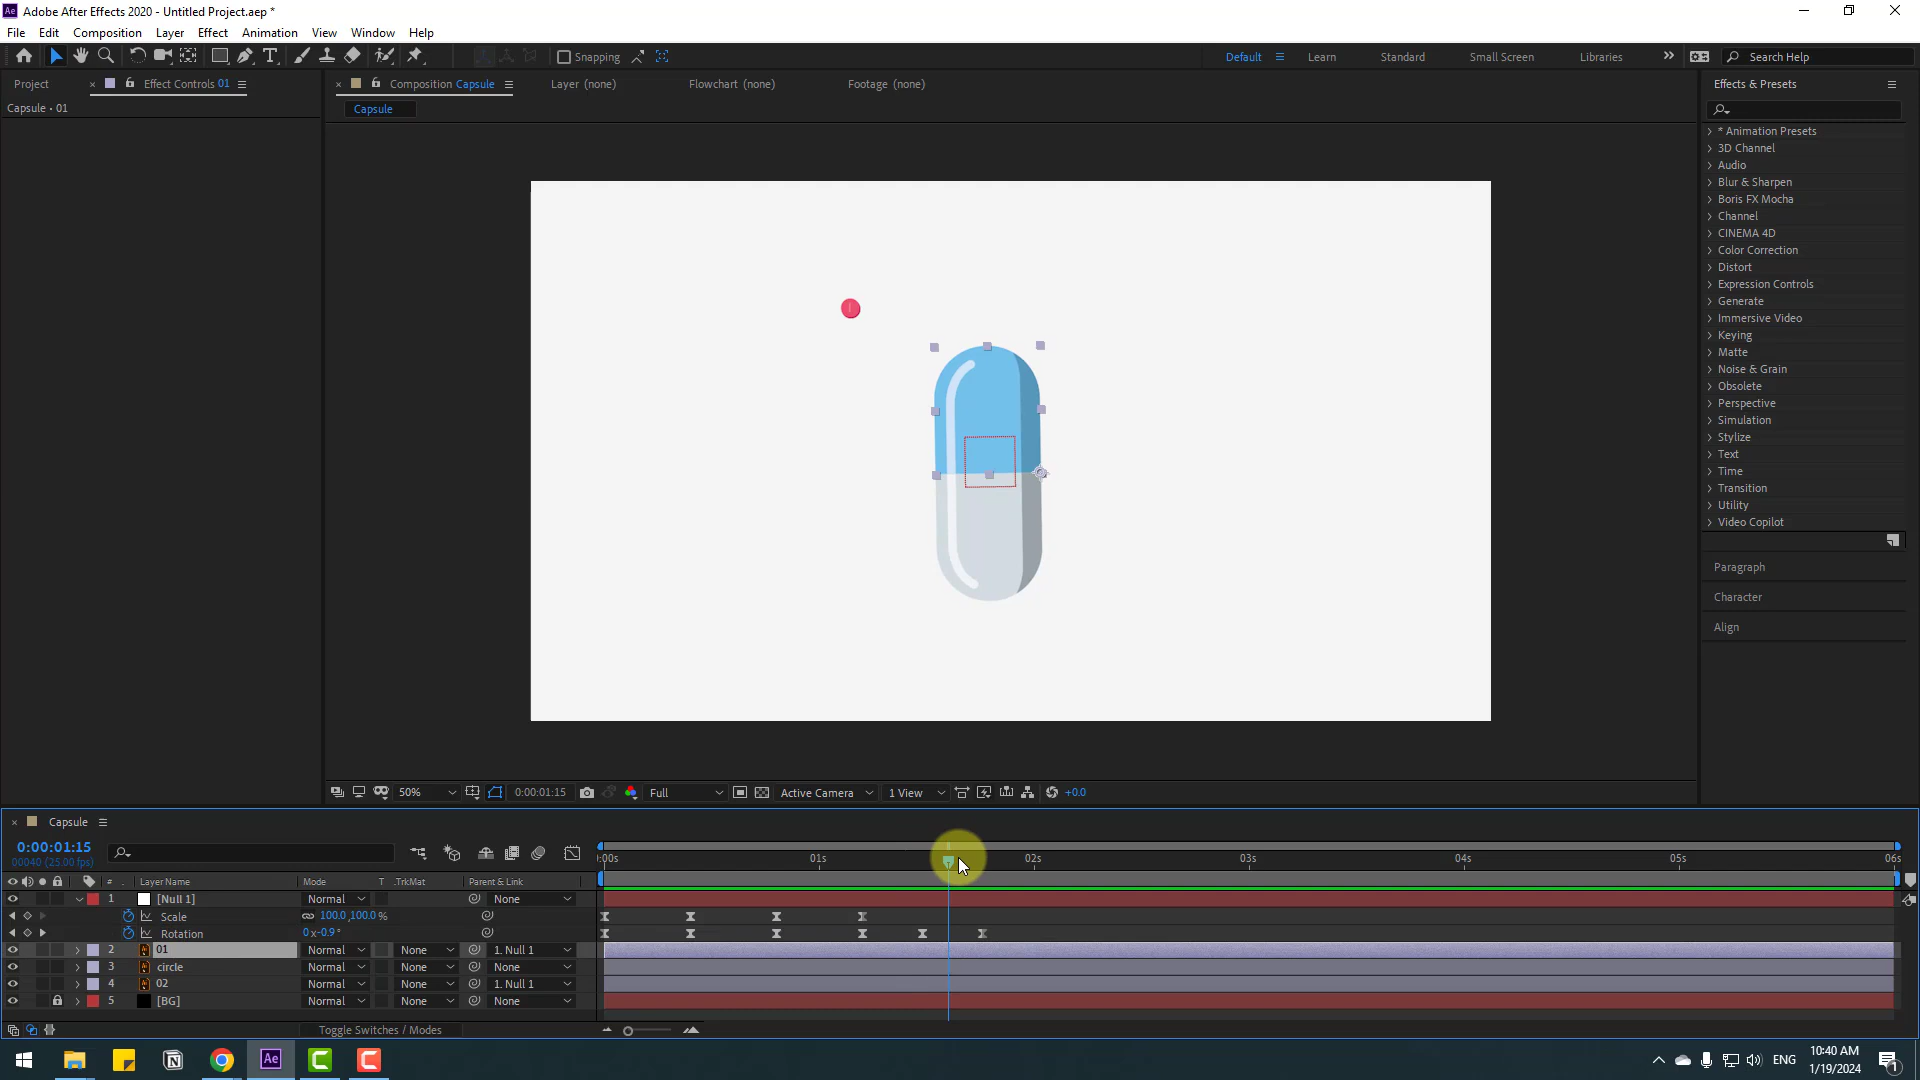 Adobe After Effects 2020 - Untitled Project.aep *
File Edit Composition Layer Effect Animation View Window Help
Snapping
Default Learn Standard Small Screen Libraries Search Help
Project Effect Controls 01
Composition Capsule Layer (none) Flowchart (none) Footage (none)
Effects & Presets
Capsule • 01
Capsule
* Animation Presets
3D Channel
Audio
Blur & Sharpen
Boris FX Mocha
Channel
CINEMA 4D
Color Correction
Distort
Expression Controls
Generate
Immersive Video
Keying
Matte
Noise & Grain
Obsolete
Perspective
Simulation
Stylize
Text
Time
Transition
Utility
Video Copilot
Paragraph
Character
Align
50% 0:00:01:15 Full Active Camera 1 View +0.0
Capsule
0:00:01:15
00040 (25.00 fps)
:00s 01s 02s 03s 04s 05s 06s
# Layer Name Mode T .TrkMat Parent & Link
1 [Null 1] Normal None
Scale 100.0,100.0 %
Rotation 0x-0.9°
2 01 Normal None 1. Null 1
3 circle Normal None None
4 02 Normal None 1. Null 1
5 [BG] Normal None None
Toggle Switches / Modes
ENG
10:40 AM
1/19/2024